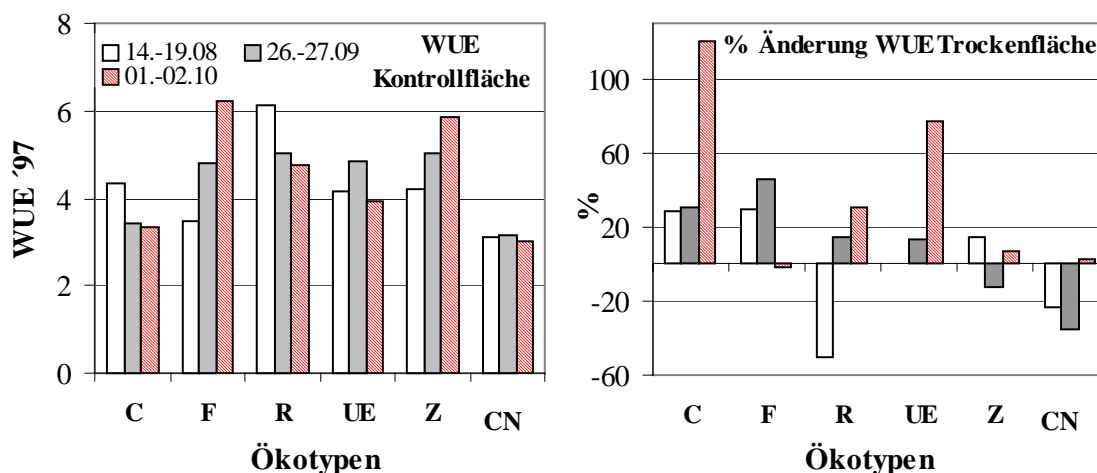 8
6
4
2
0
WUE ´97
14.-19.08
26.-27.09
01.-02.10
WUE
Kontrollfläche
C F R UE Z CN
Ökotypen
% Änderung WUE Trockenfläche
100
60
20
-20
-60
%
C F R UE Z CN
Ökotypen